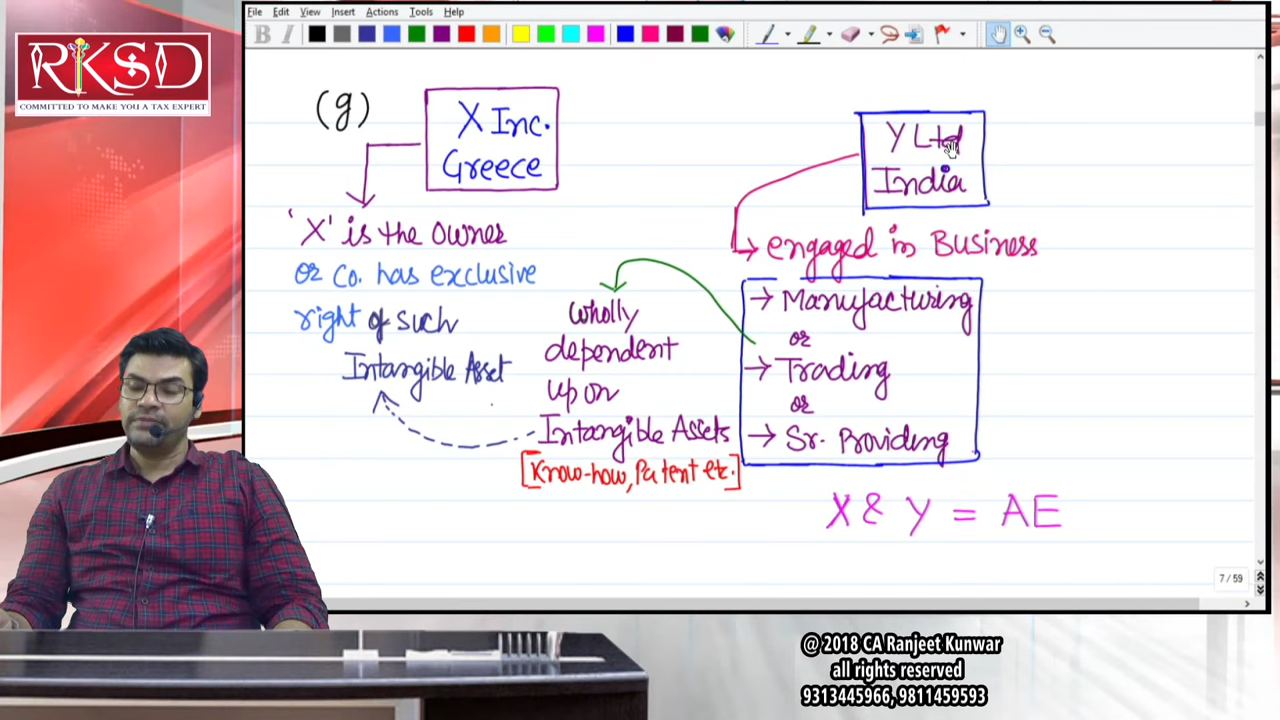 File Edit View Insert Actions Tools Help
B I
RKSD
COMMITTED TO MAKE YOU A TAX EXPERT
(g)
X Inc.
Greece
Y Ltd
India
'X' is the owner
or Co. has exclusive
right of such
Intangible Asset
wholly
dependent
upon
Intangible Assets
[Know-how, Patent etc.]
engaged in Business
→ Manufacturing
or
→ Trading
or
→ Sr. Providing
X & Y = AE
7 / 59
@ 2018 CA Ranjeet Kunwar
all rights reserved
9313445966, 9811459593